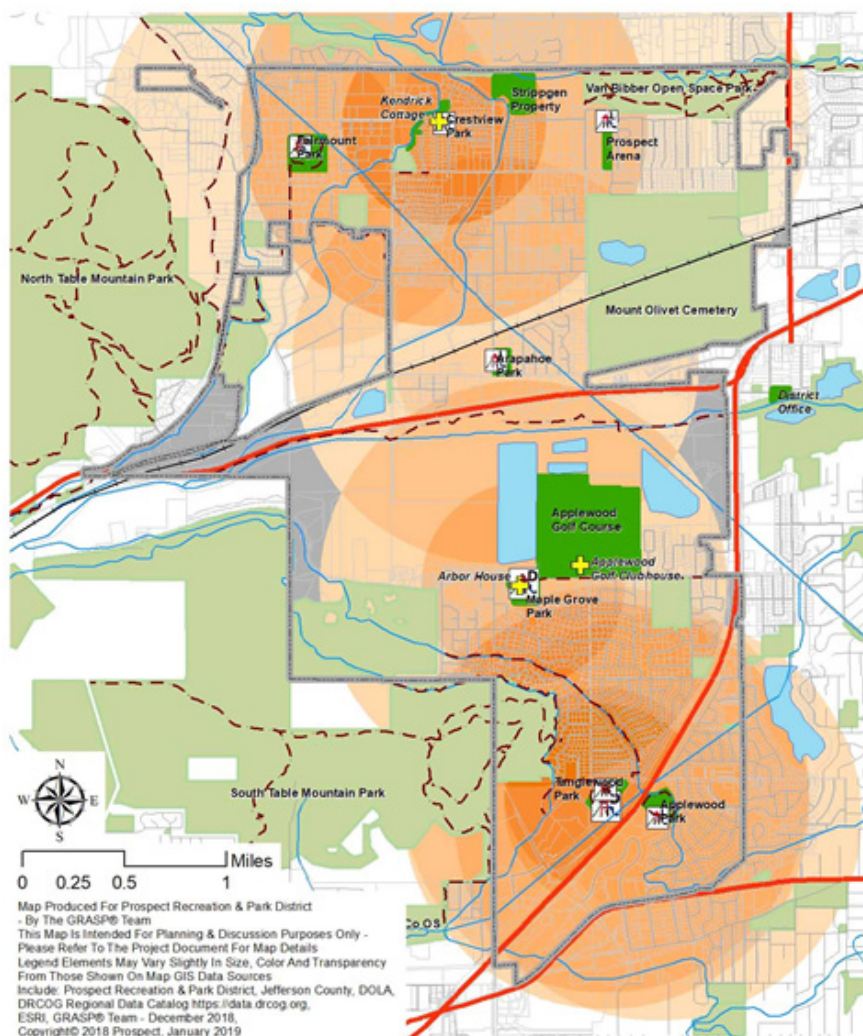 Kendrick
Cottage
Crestview
Park
Strippgen
Property
Van Bibber Open Space Park
Fairmount
Park
Prospect
Arena
North Table Mountain Park
Mount Olivet Cemetery
Arapahoe
Park
District
Office
Applewood
Golf Course
Applewood
Golf Clubhouse
Arbor House
D
Maple Grove
Park
Tanglewood
Park
Applewood
Park
South Table Mountain Park
N
W
E
S
Miles
0 0.25 0.5 1
Co OS
Map Produced For Prospect Recreation & Park District
- By The GRASP® Team
This Map Is Intended For Planning & Discussion Purposes Only -
Please Refer To The Project Document For Map Details
Legend Elements May Vary Slightly In Size, Color And Transparency
From Those Shown On Map GIS Data Sources
Include: Prospect Recreation & Park District, Jefferson County, DOLA,
DRCOG Regional Data Catalog https://data.drcog.org,
ESRI, GRASP® Team - December 2018,
Copyright© 2018 Prospect, January 2019